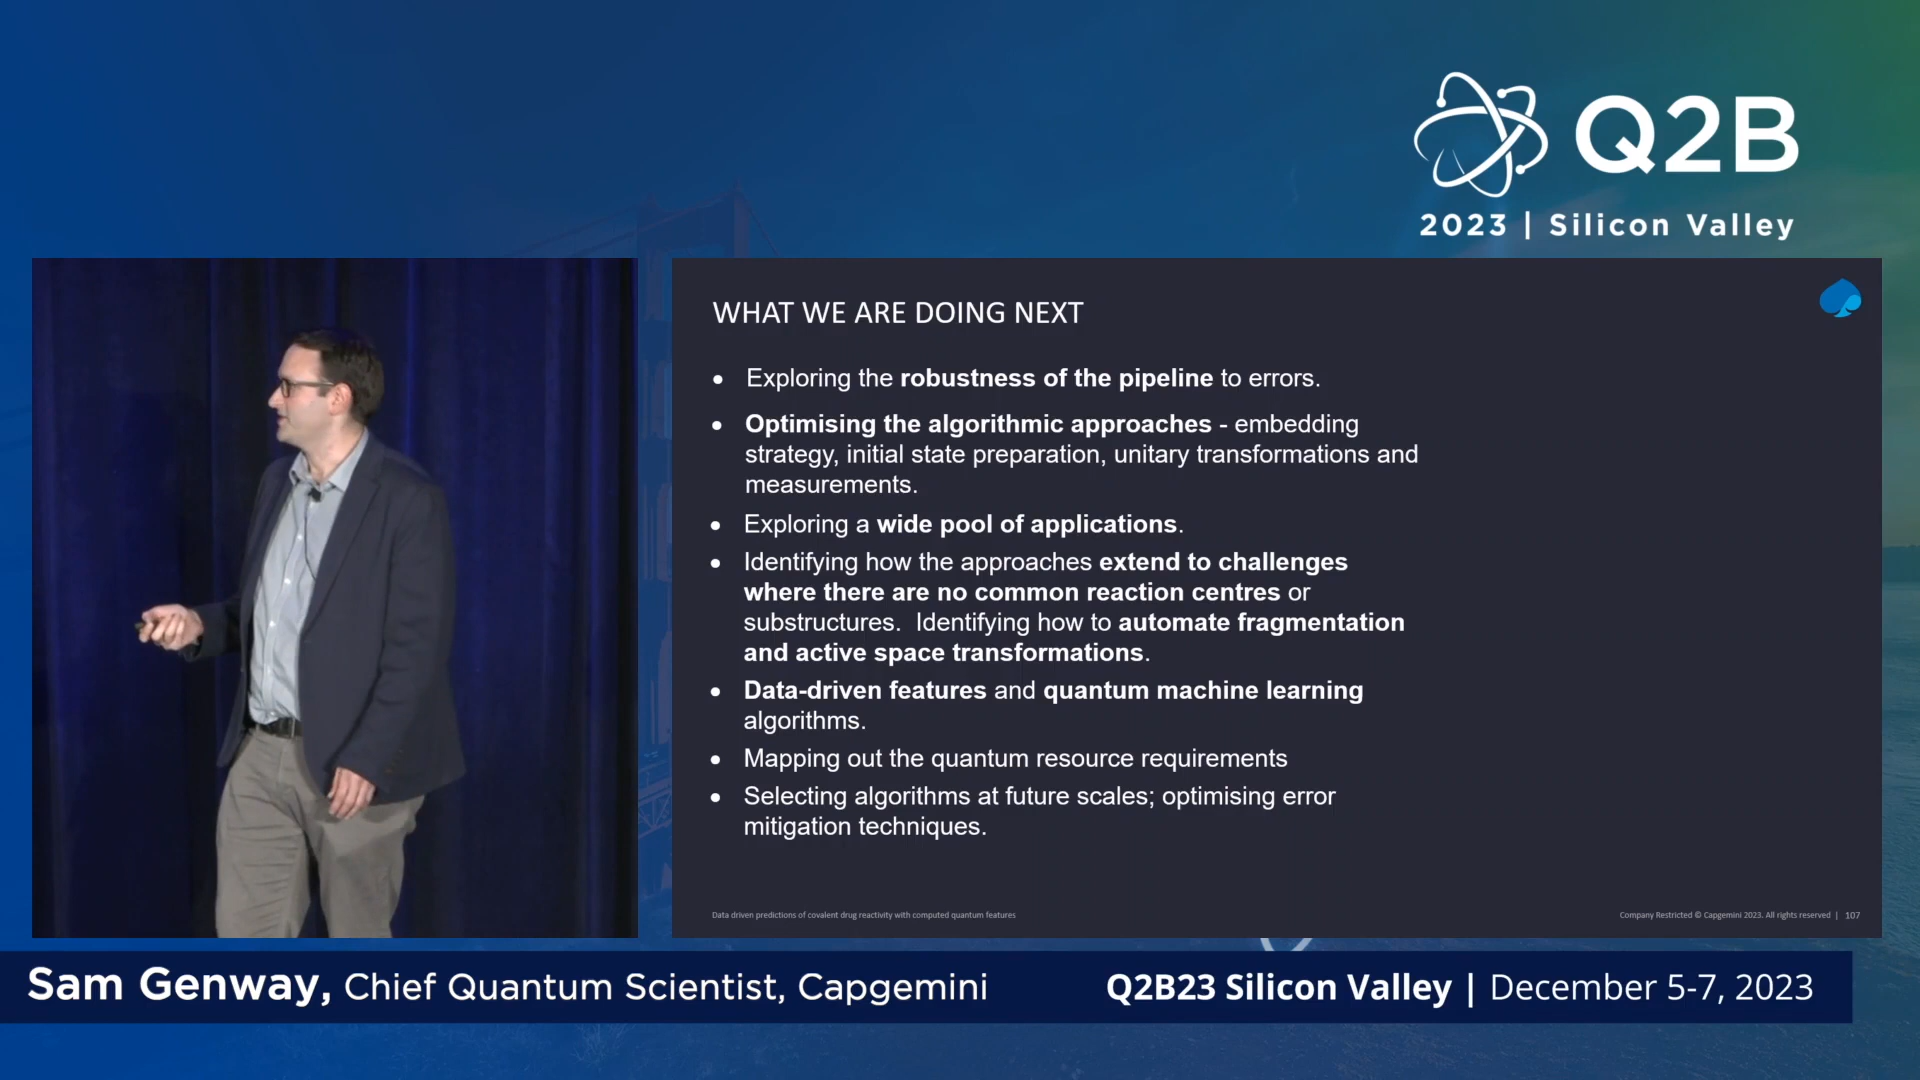 Q2B
2023 | Silicon Valley
WHAT WE ARE DOING NEXT
• Exploring the robustness of the pipeline to errors.
• Optimising the algorithmic approaches - embedding
strategy, initial state preparation, unitary transformations and
measurements.
• Exploring a wide pool of applications.
• Identifying how the approaches extend to challenges
where there are no common reaction centres or
substructures.  Identifying how to automate fragmentation
and active space transformations.
• Data-driven features and quantum machine learning
algorithms.
• Mapping out the quantum resource requirements
• Selecting algorithms at future scales; optimising error
mitigation techniques.
Data driven predictions of covalent drug reactivity with computed quantum features
Company Restricted © Capgemini 2023. All rights reserved | 107
Sam Genway, Chief Quantum Scientist, Capgemini
Q2B23 Silicon Valley | December 5-7, 2023